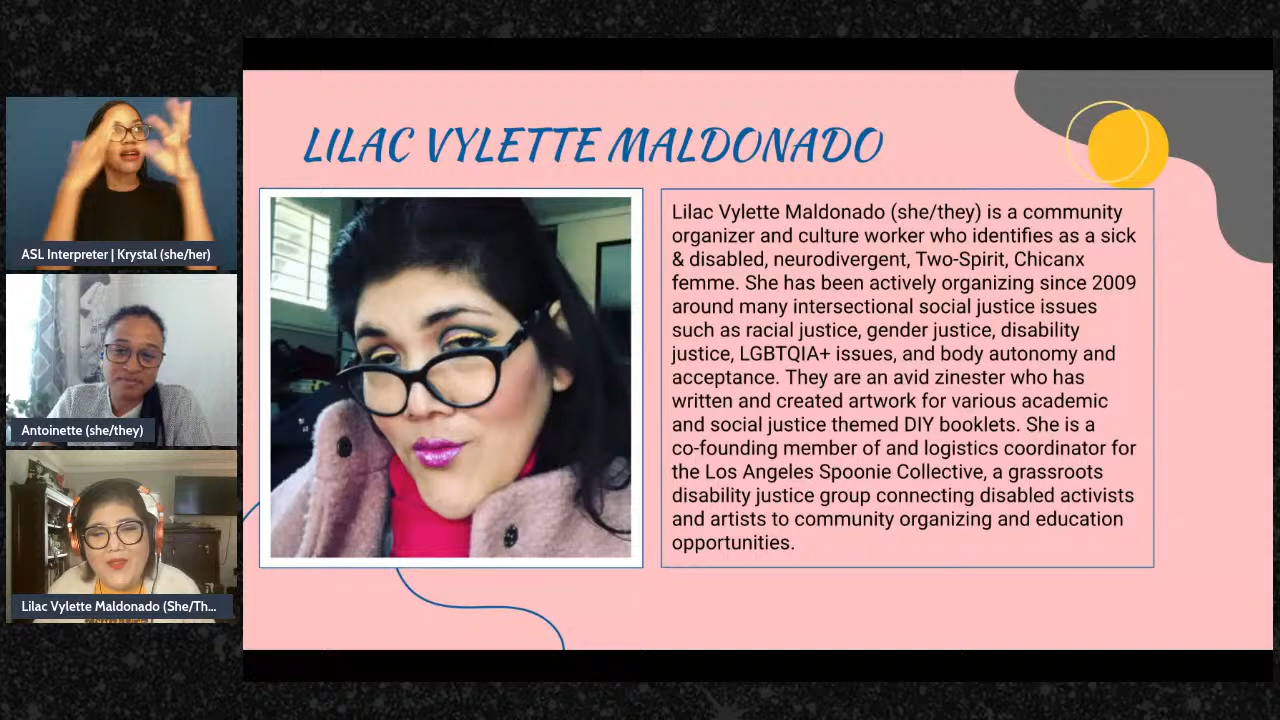 LILAC VYLETTE MALDONADO
ASL Interpreter | Krystal (she/her)
Antoinette (she/they)
Lilac Vylette Maldonado (She/Th...
Lilac Vylette Maldonado (she/they) is a community
organizer and culture worker who identifies as a sick
& disabled, neurodivergent, Two-Spirit, Chicanx
femme. She has been actively organizing since 2009
around many intersectional social justice issues
such as racial justice, gender justice, disability
justice, LGBTQIA+ issues, and body autonomy and
acceptance. They are an avid zinester who has
written and created artwork for various academic
and social justice themed DIY booklets. She is a
co-founding member of and logistics coordinator for
the Los Angeles Spoonie Collective, a grassroots
disability justice group connecting disabled activists
and artists to community organizing and education
opportunities.